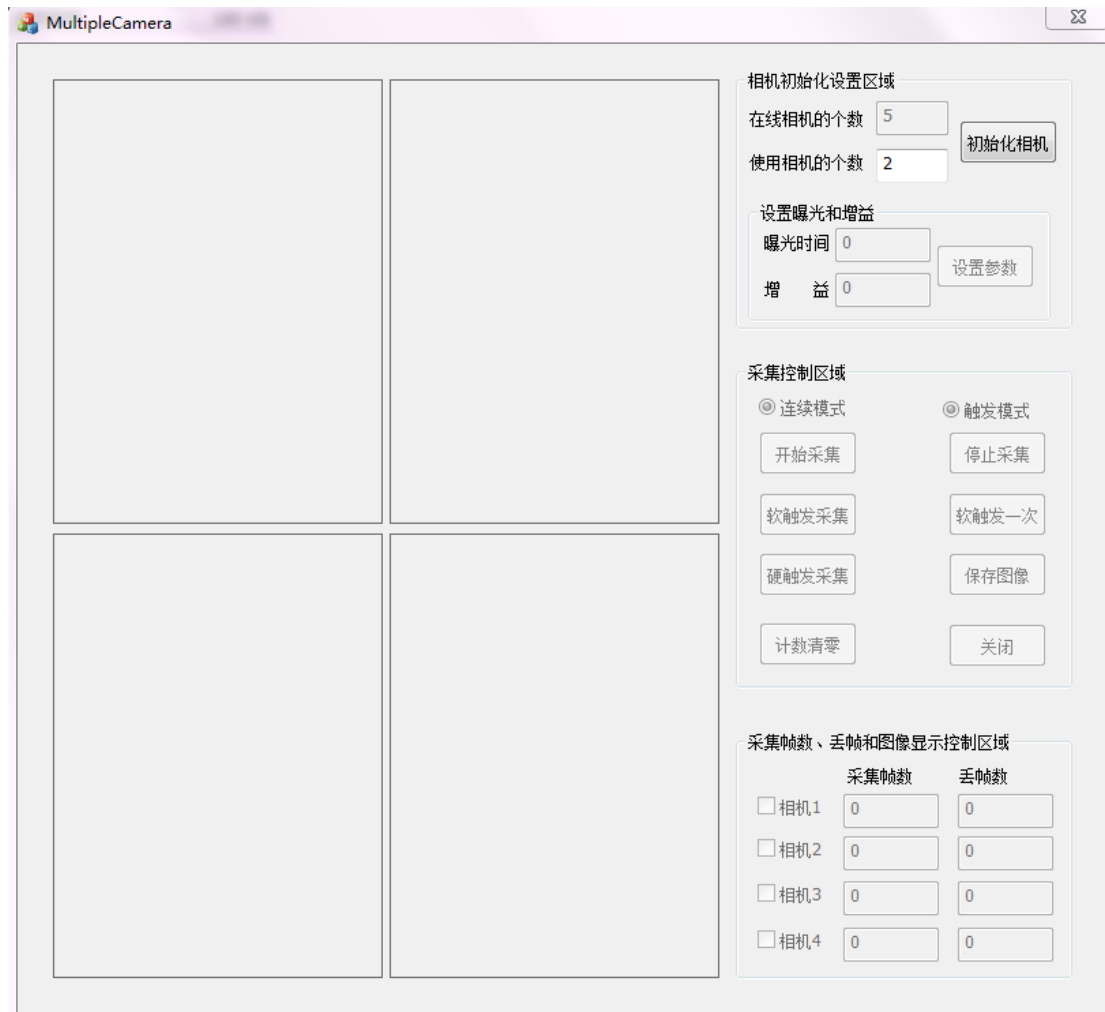 MultipleCamera
相机初始化设置区域
在线相机的个数 5
初始化相机
使用相机的个数 2
设置曝光和增益
曝光时间 0
设置参数
增 益 0
采集控制区域
连续模式 触发模式
开始采集 停止采集
软触发采集 软触发一次
硬触发采集 保存图像
计数清零 关闭
采集帧数、丢帧和图像显示控制区域
采集帧数 丢帧数
相机1 0 0
相机2 0 0
相机3 0 0
相机4 0 0